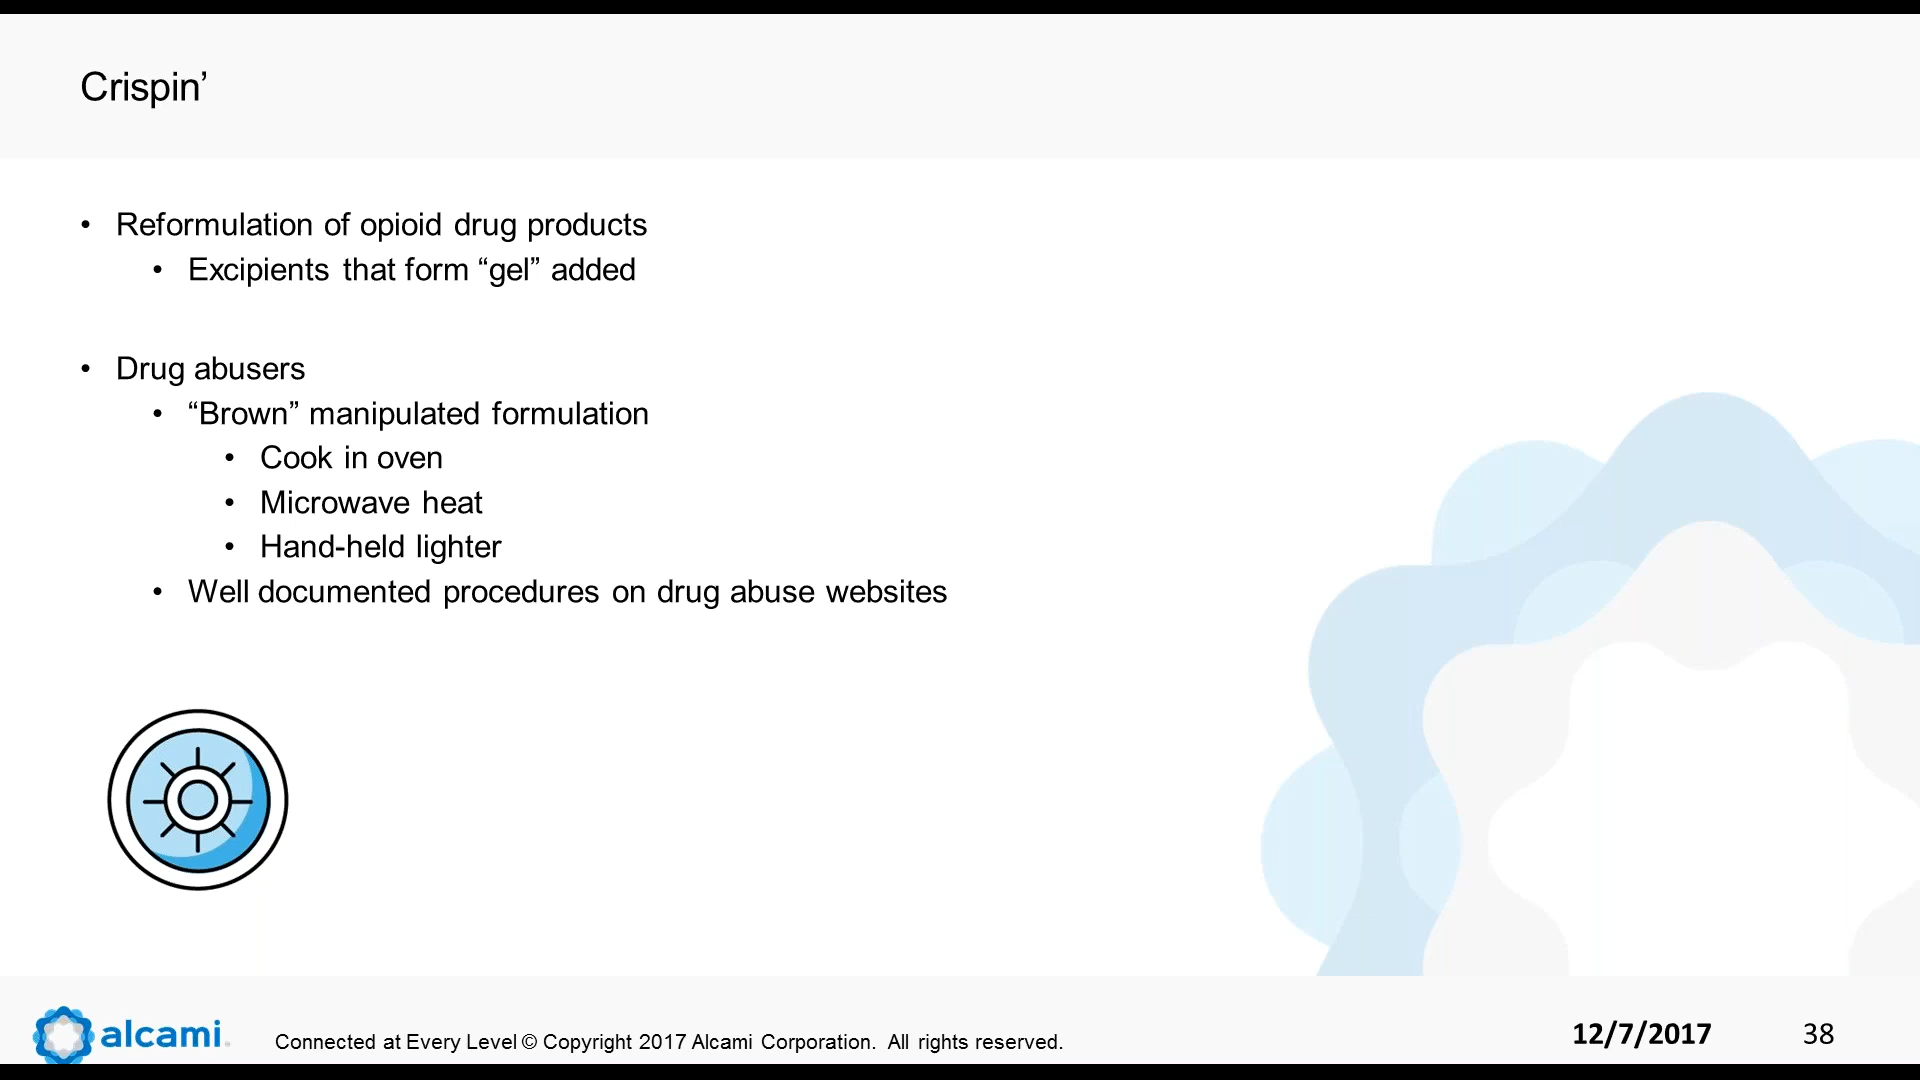 Crispin’
• Reformulation of opioid drug products
• Excipients that form “gel” added
• Drug abusers
• “Brown” manipulated formulation
• Cook in oven
• Microwave heat
• Hand-held lighter
• Well documented procedures on drug abuse websites
alcami
Connected at Every Level © Copyright 2017 Alcami Corporation. All rights reserved.
12/7/2017
38